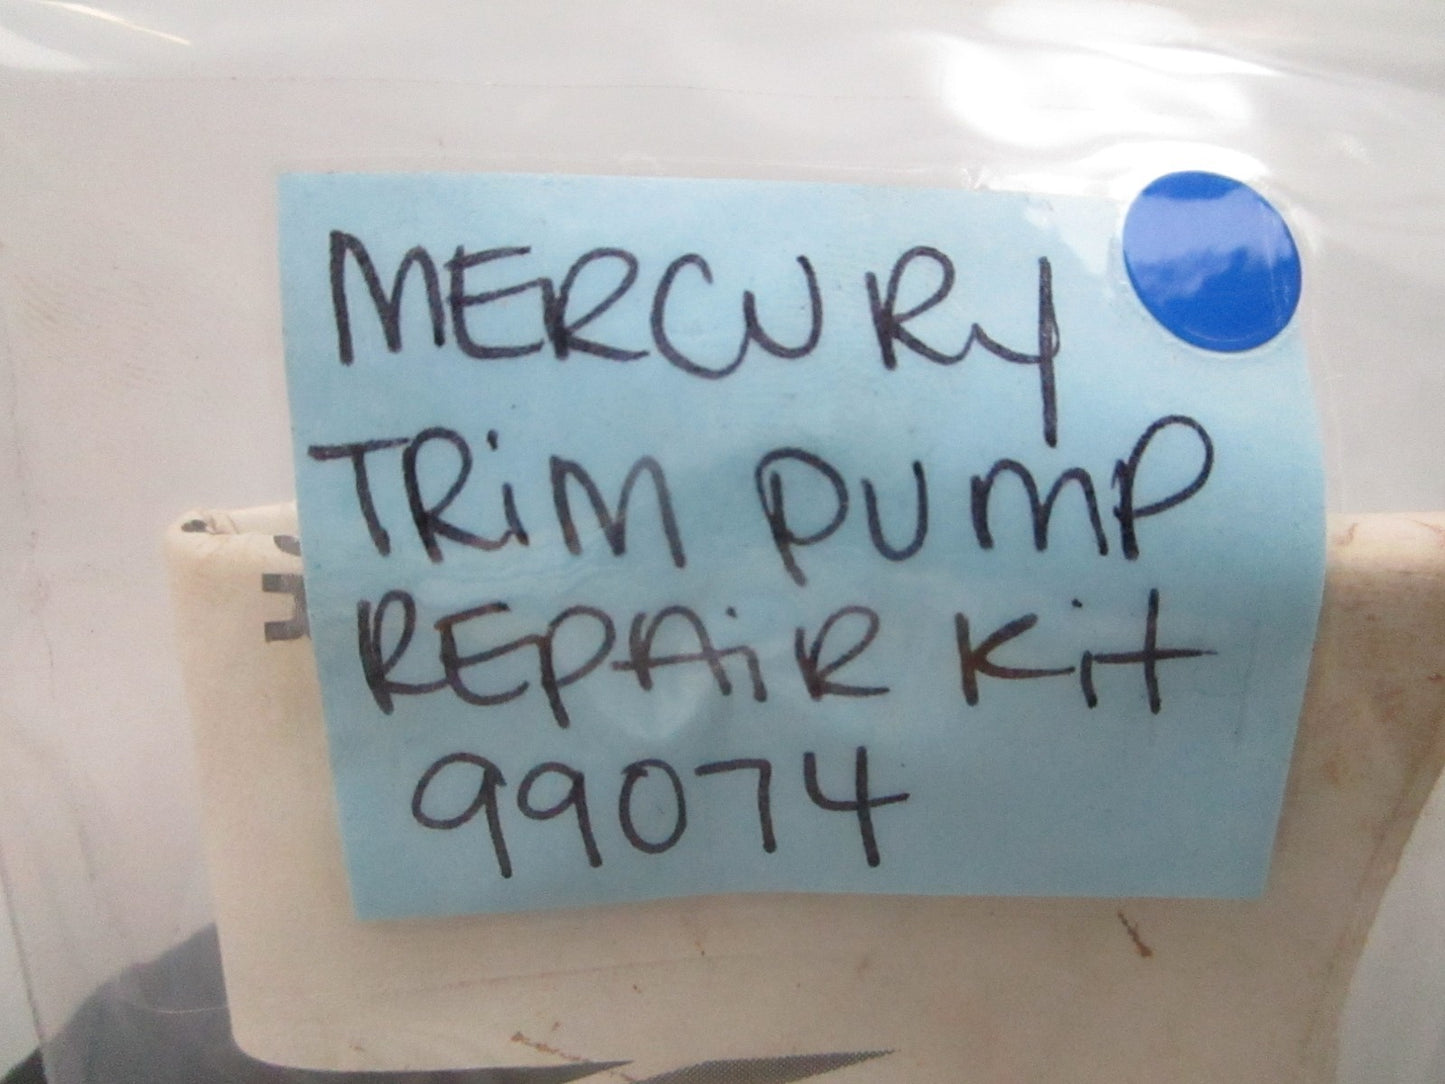 MERCURY
TRiM PUMP
REPAiR KiT
99074